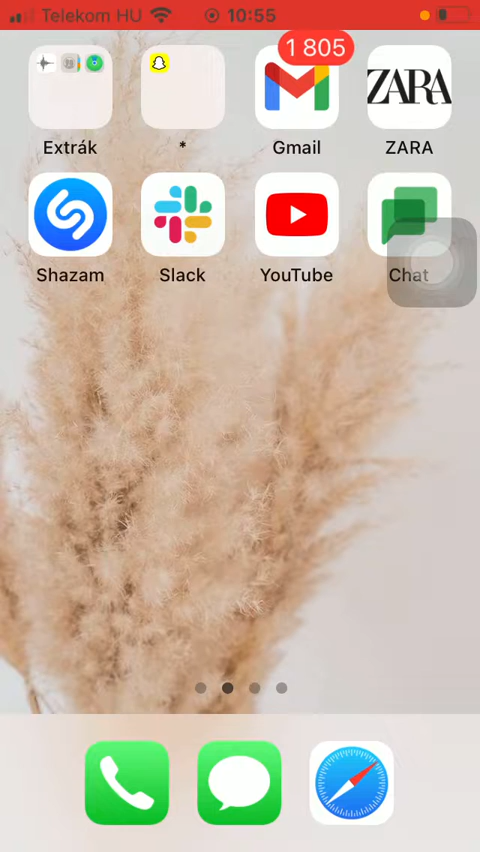 Telekom HU 10:55
1 805
ZARA
Extrák * Gmail ZARA
Shazam Slack YouTube Chat